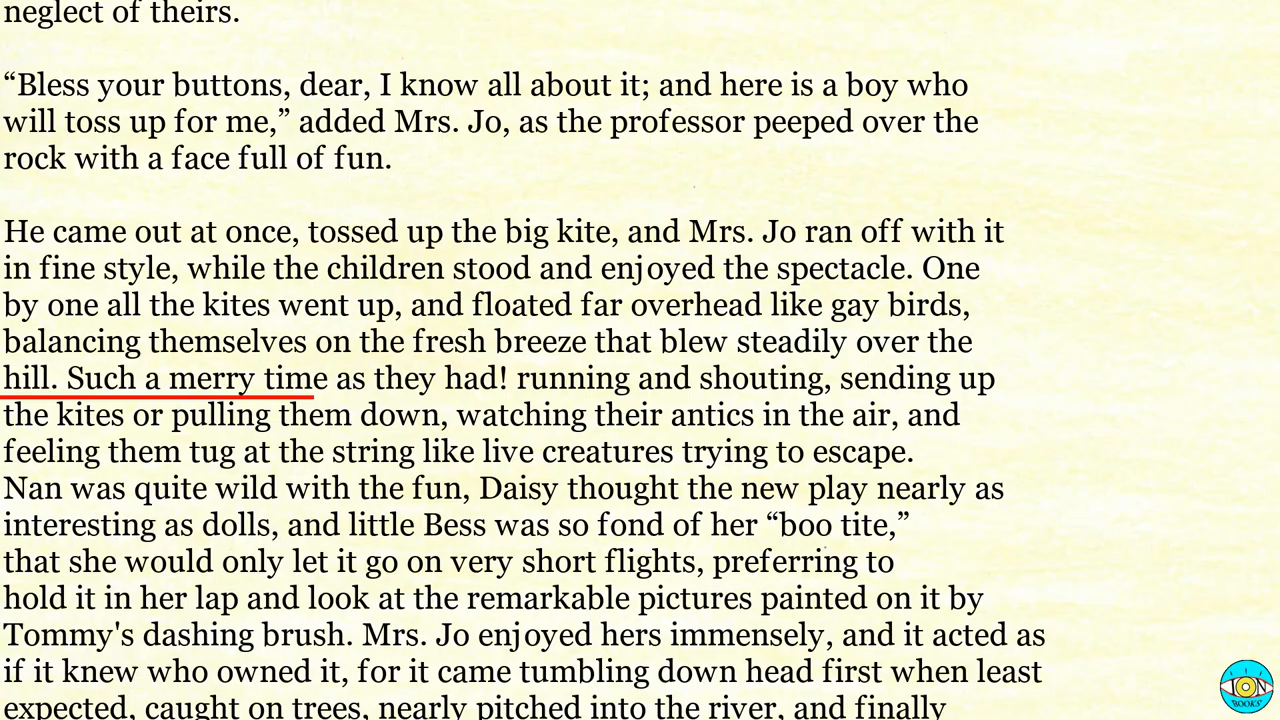 neglect of theirs.
“Bless your buttons, dear, I know all about it; and here is a boy who
will toss up for me,” added Mrs. Jo, as the professor peeped over the
rock with a face full of fun.
He came out at once, tossed up the big kite, and Mrs. Jo ran off with it
in fine style, while the children stood and enjoyed the spectacle. One
by one all the kites went up, and floated far overhead like gay birds,
balancing themselves on the fresh breeze that blew steadily over the
hill. Such a merry time as they had! running and shouting, sending up
the kites or pulling them down, watching their antics in the air, and
feeling them tug at the string like live creatures trying to escape.
Nan was quite wild with the fun, Daisy thought the new play nearly as
interesting as dolls, and little Bess was so fond of her “boo tite,”
that she would only let it go on very short flights, preferring to
hold it in her lap and look at the remarkable pictures painted on it by
Tommy's dashing brush. Mrs. Jo enjoyed hers immensely, and it acted as
if it knew who owned it, for it came tumbling down head first when least
expected, caught on trees, nearly pitched into the river, and finally
ION
BOOKS